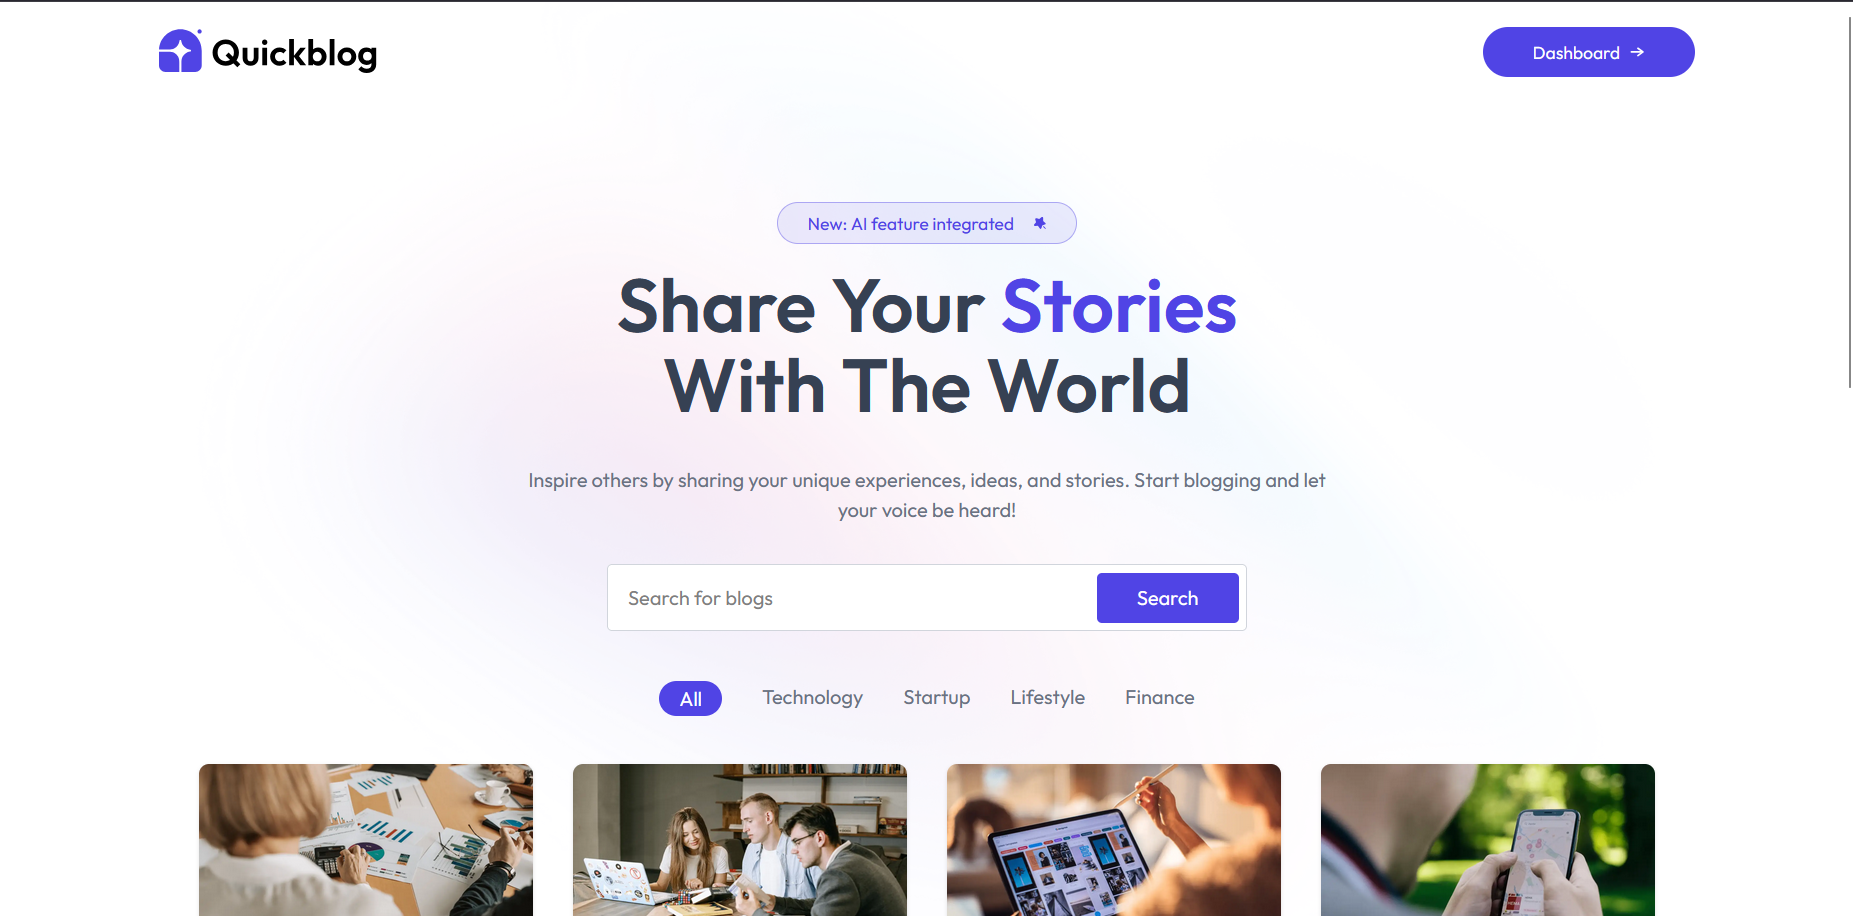 Quickblog
Dashboard →
New: AI feature integrated
Share Your Stories
With The World
Inspire others by sharing your unique experiences, ideas, and stories. Start blogging and let
your voice be heard!
Search for blogs
Search
All
Technology
Startup
Lifestyle
Finance